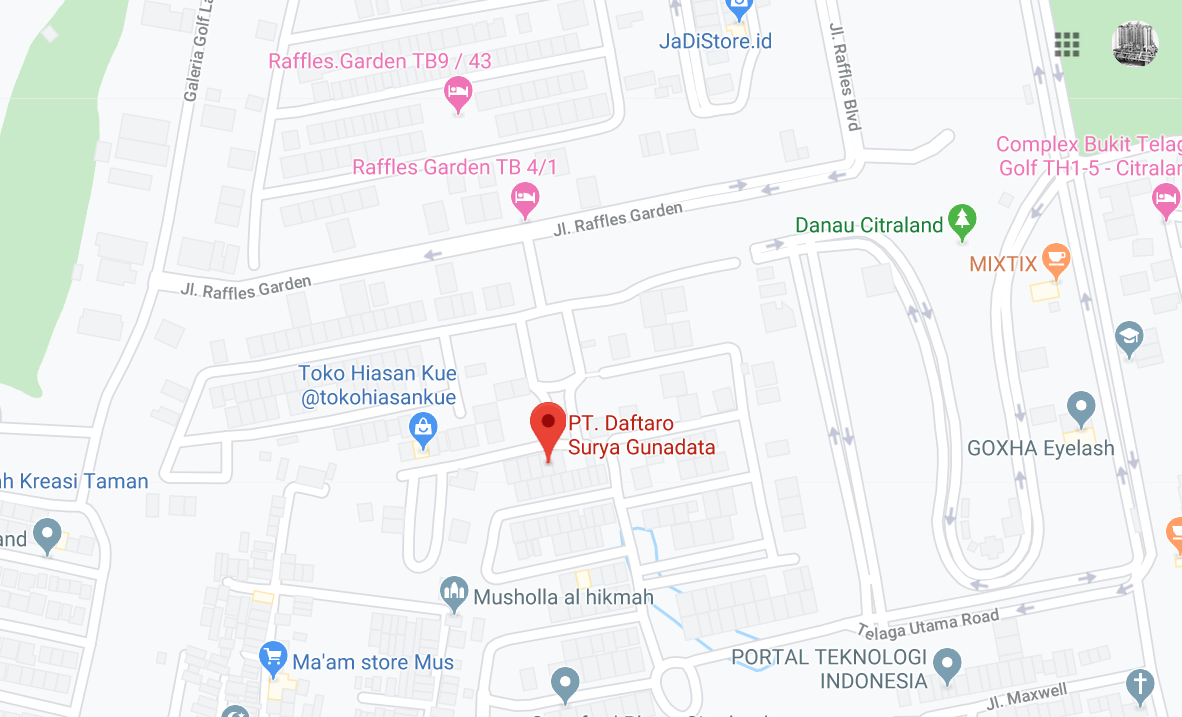 Galeria Golf La
JaDiStore.id
Jl. Raffles Blvd
Raffles.Garden TB9 / 43
Complex Bukit Telag
Golf TH1-5 - Citralan
Raffles Garden TB 4/1
Jl. Raffles Garden
Danau Citraland
MIXTIX
Jl. Raffles Garden
Toko Hiasan Kue
@tokohiasankue
PT. Daftaro
Surya Gunadata
GOXHA Eyelash
ah Kreasi Taman
and
Musholla al hikmah
Telaga Utama Road
Ma'am store Mus
PORTAL TEKNOLOGI
INDONESIA
Jl. Maxwell